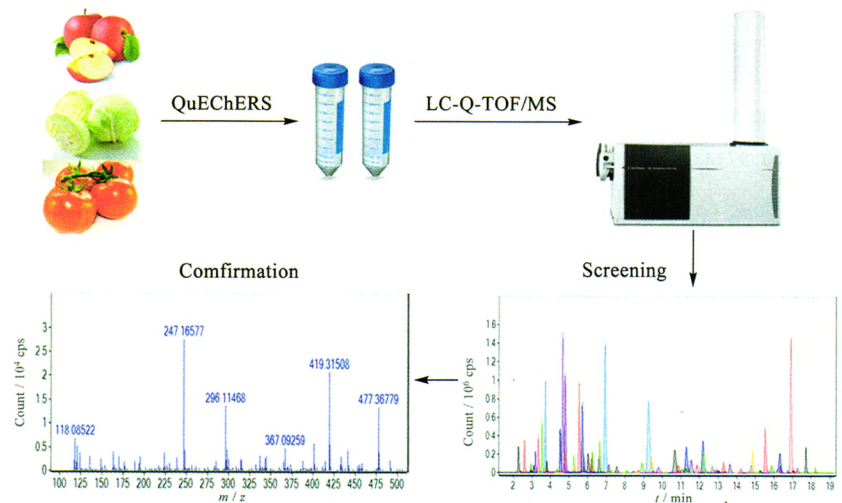 QuEChERS
LC-Q-TOF/MS
Comfirmation
Screening
Count / 10⁴ cps
3
2 5
2
1 5
1
0 5
0
118 08522
247 16577
296 11468
367 09259
419 31508
477 36779
100 125 150 175 200 225 250 275 300 325 350 375 400 425 450 475 500
m / z
Count / 10⁶ cps
1 6
1 4
1 2
1
0 8
0 6
0 4
0 2
0
2 3 4 5 6 7 8 9 10 11 12 13 14 15 16 17 18 19
t / min